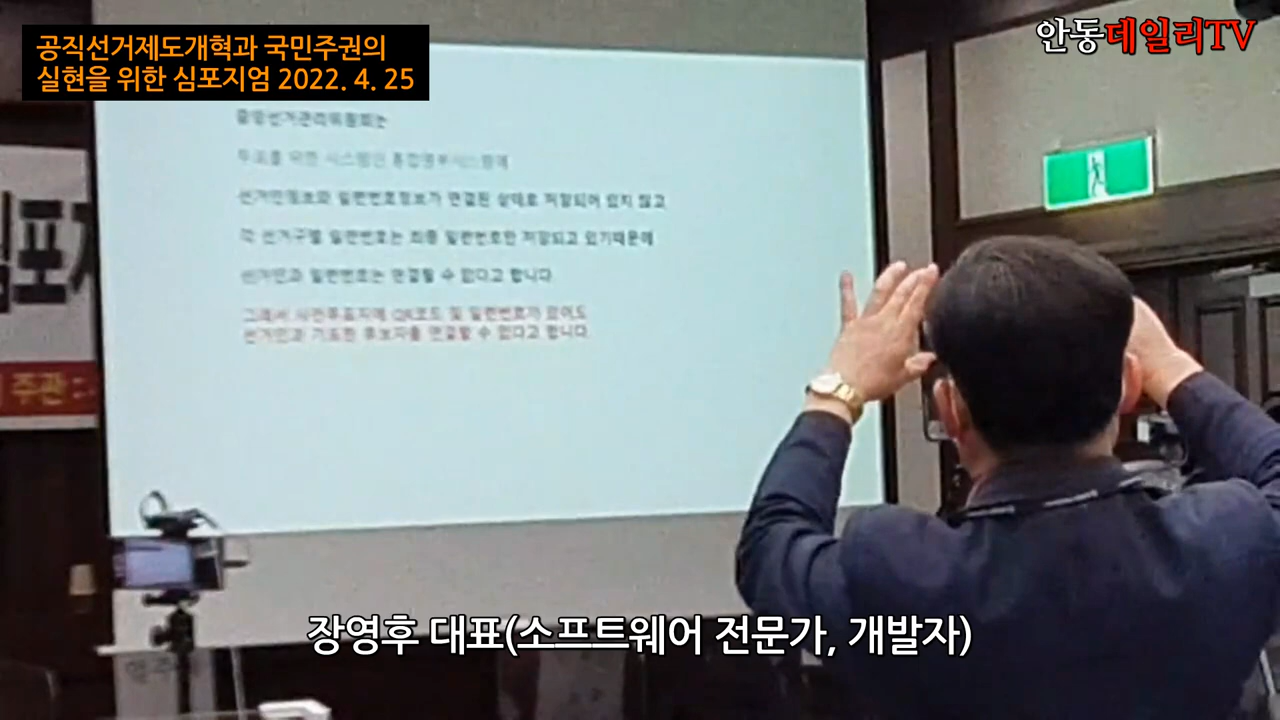 공직선거제도개혁과 국민주권의
실현을 위한 심포지엄 2022. 4. 25
안동데일리TV
중앙선거관리위원회는
투표를 위한 시스템인 통합명부시스템에
선거인정보와 일련번호정보가 연결된 상태로 저장되어 있지 않고
각 선거구별 일련번호는 최종 일련번호만 저장되고 있기때문에
선거인과 일련번호는 연결될 수 없다고 합니다
그래서 사전투표지에 QR코드 및 일련번호가 있어도
선거인과 기표한 후보자를 연결할 수 없다고 합니다
심포지
주관
장영후 대표(소프트웨어 전문가, 개발자)